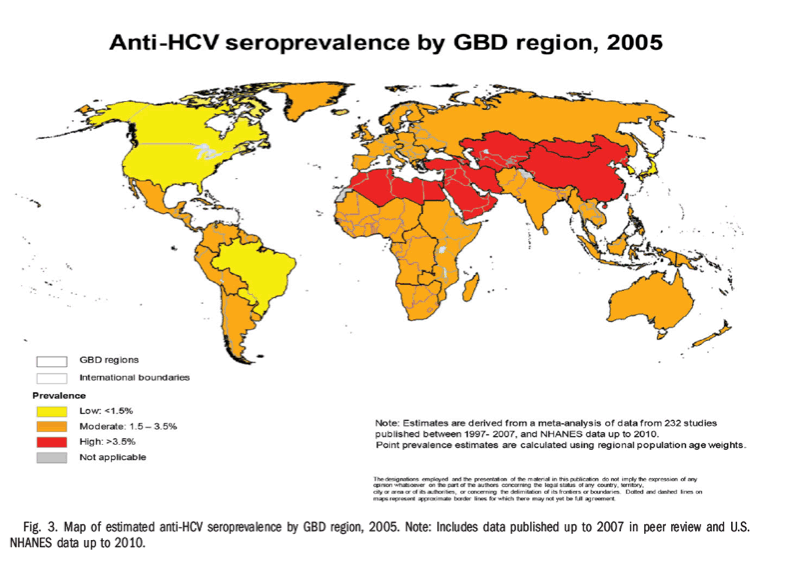 Anti-HCV seroprevalence by GBD region, 2005
GBD regions
International boundaries
Prevalence
Low: <1.5%
Moderate: 1.5 – 3.5%
High: >3.5%
Not applicable
Note: Estimates are derived from a meta-analysis of data from 232 studies
published between 1997- 2007, and NHANES data up to 2010.
Point prevalence estimates are calculated using regional population age weights.
The designations employed and the presentation of the material in this publication do not imply the expression of any
opinion whatsoever on the part of the authors concerning the legal status of any country, territory,
city or area or of its authorities, or concerning the delimitation of its frontiers or boundaries. Dotted and dashed lines on
maps represent approximate border lines for which there may not yet be full agreement.
Fig. 3. Map of estimated anti-HCV seroprevalence by GBD region, 2005. Note: Includes data published up to 2007 in peer review and U.S.
NHANES data up to 2010.